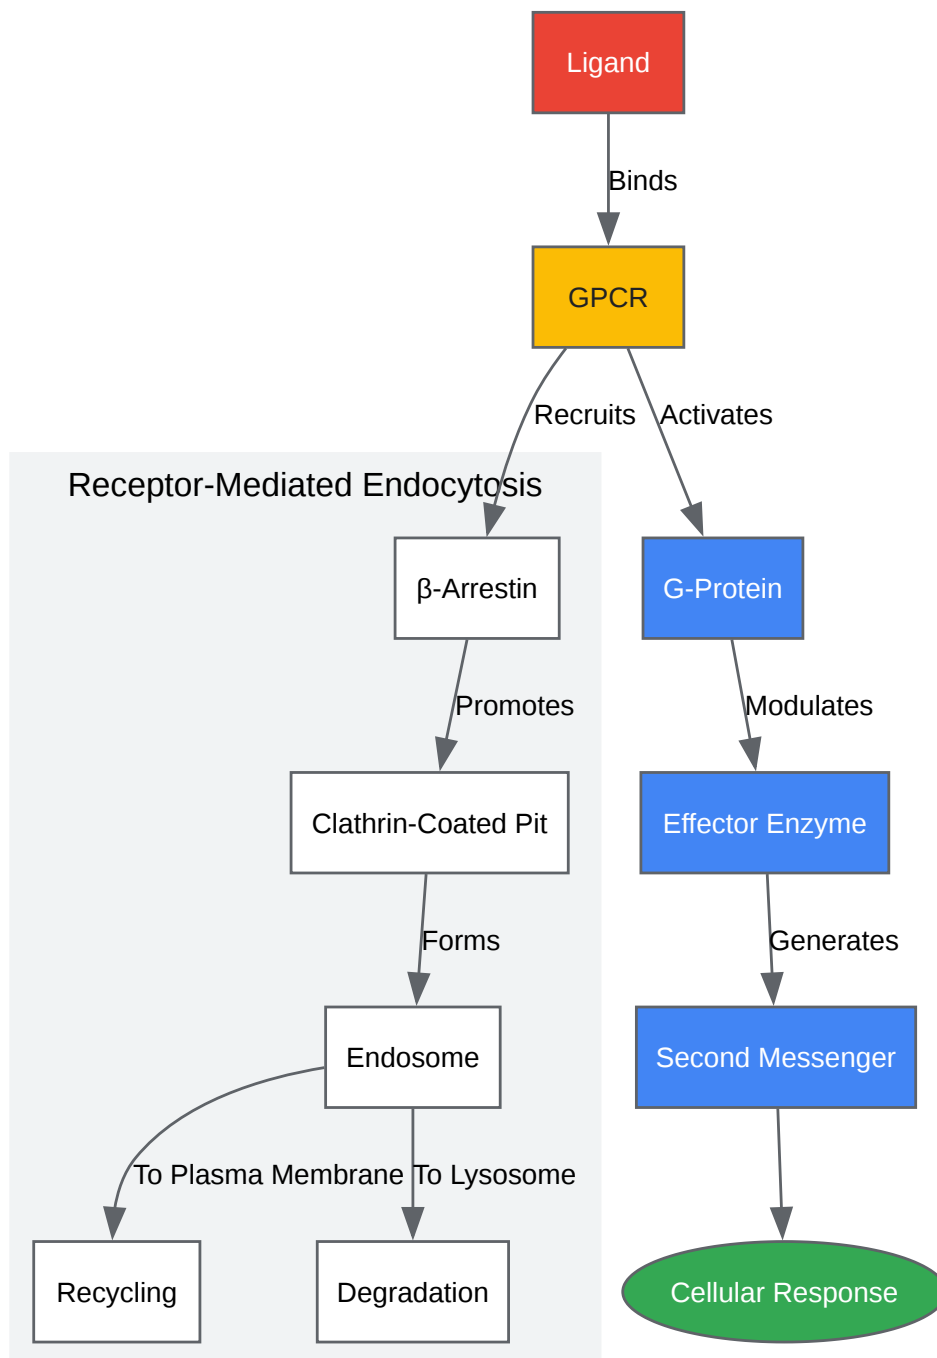 Ligand
Binds
GPCR
Recruits
Activates
Receptor-Mediated Endocytosis
β-Arrestin
G-Protein
Promotes
Modulates
Clathrin-Coated Pit
Effector Enzyme
Forms
Generates
Endosome
Second Messenger
To Plasma Membrane
To Lysosome
Recycling
Degradation
Cellular Response